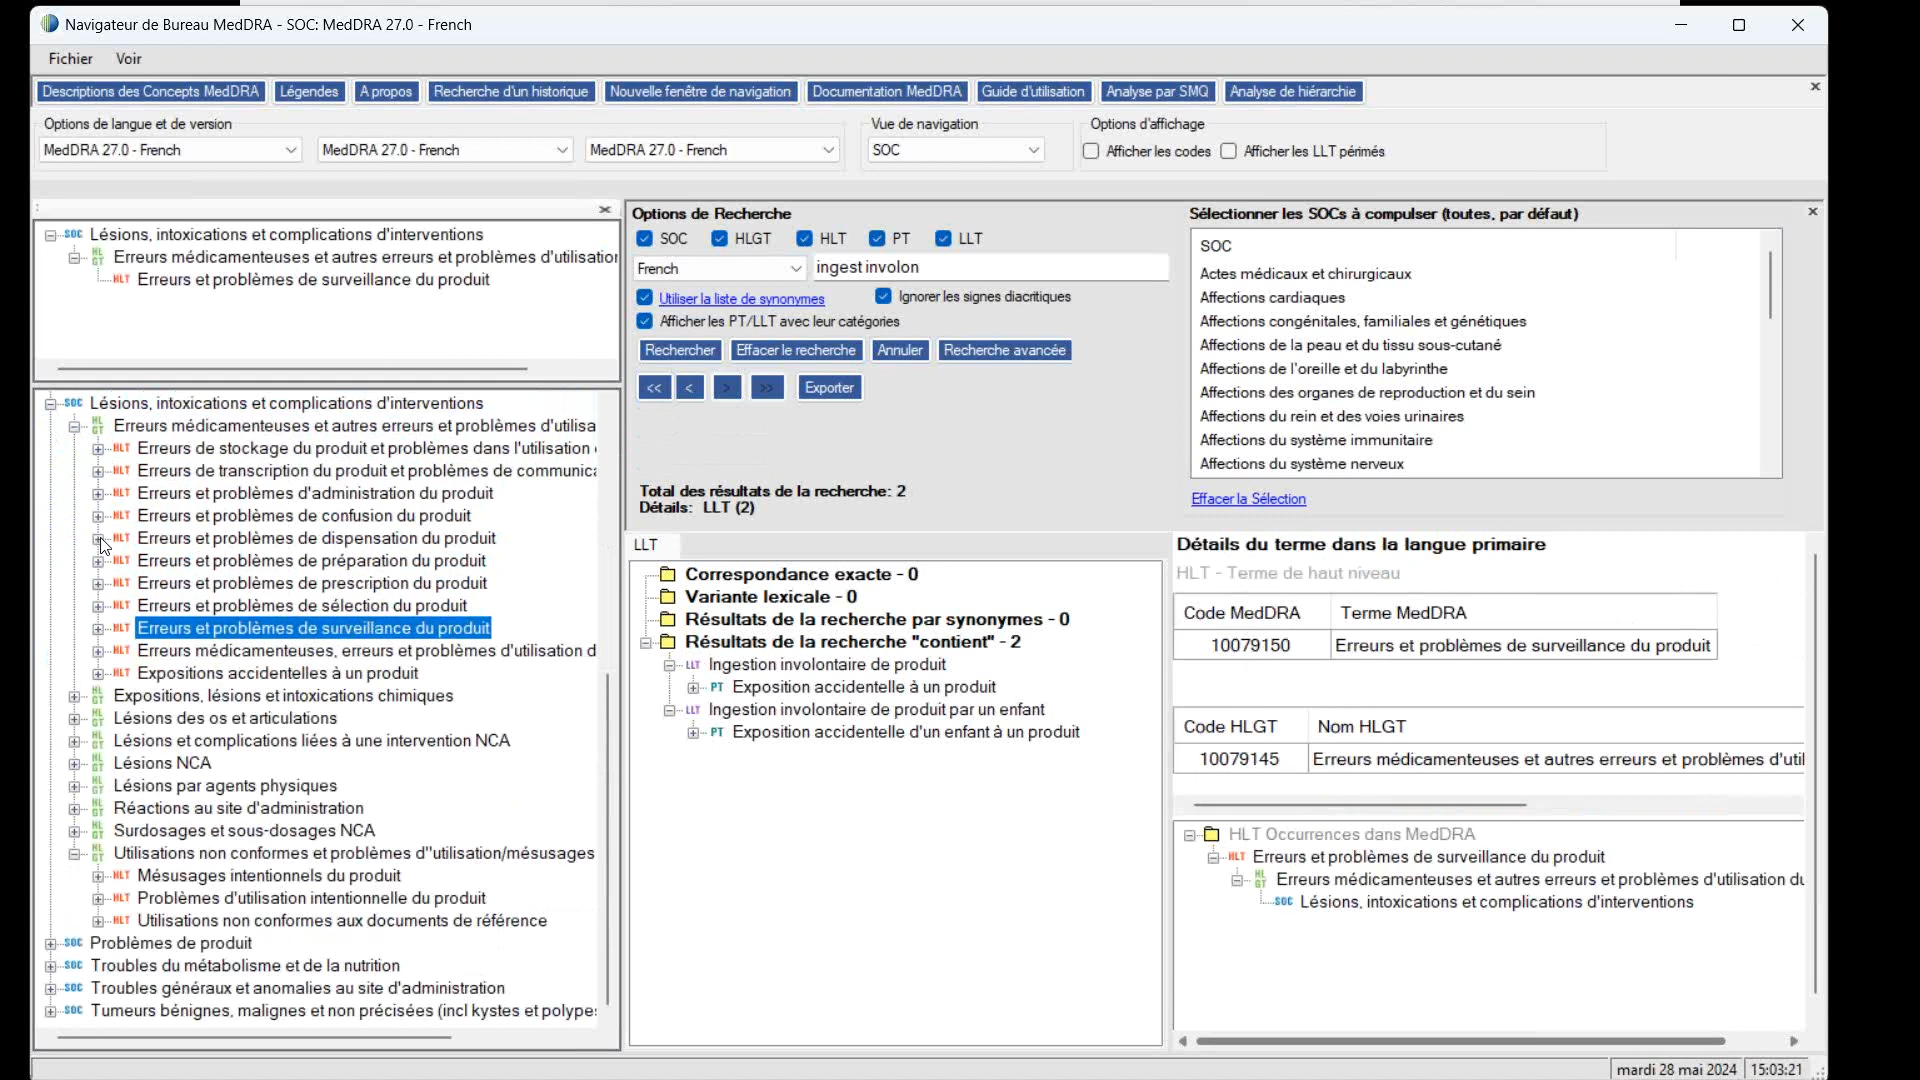 Navigateur de Bureau MedDRA - SOC: MedDRA 27.0 - French
Fichier Voir
Descriptions des Concepts MedDRA Légendes A propos Recherche d'un historique Nouvelle fenêtre de navigation Documentation MedDRA Guide d'utilisation Analyse par SMQ Analyse de hiérarchie
Options de langue et de version
MedDRA 27.0 - French MedDRA 27.0 - French MedDRA 27.0 - French
Vue de navigation
SOC
Options d'affichage
Afficher les codes Afficher les LLT périmés
SOC Lésions, intoxications et complications d'interventions
HLGT Erreurs médicamenteuses et autres erreurs et problèmes d'utilisation
HLT Erreurs et problèmes de surveillance du produit
SOC Lésions, intoxications et complications d'interventions
HLGT Erreurs médicamenteuses et autres erreurs et problèmes d'utilisa
HLT Erreurs de stockage du produit et problèmes dans l'utilisation
HLT Erreurs de transcription du produit et problèmes de communica
HLT Erreurs et problèmes d'administration du produit
HLT Erreurs et problèmes de confusion du produit
HLT Erreurs et problèmes de dispensation du produit
HLT Erreurs et problèmes de préparation du produit
HLT Erreurs et problèmes de prescription du produit
HLT Erreurs et problèmes de sélection du produit
HLT Erreurs et problèmes de surveillance du produit
HLT Erreurs médicamenteuses, erreurs et problèmes d'utilisation d
HLT Expositions accidentelles à un produit
HLGT Expositions, lésions et intoxications chimiques
HLGT Lésions des os et articulations
HLGT Lésions et complications liées à une intervention NCA
HLGT Lésions NCA
HLGT Lésions par agents physiques
HLGT Réactions au site d'administration
HLGT Surdosages et sous-dosages NCA
HLGT Utilisations non conformes et problèmes d''utilisation/mésusages
HLT Mésusages intentionnels du produit
HLT Problèmes d'utilisation intentionnelle du produit
HLT Utilisations non conformes aux documents de référence
SOC Problèmes de produit
SOC Troubles du métabolisme et de la nutrition
SOC Troubles généraux et anomalies au site d'administration
SOC Tumeurs bénignes, malignes et non précisées (incl kystes et polype
Options de Recherche
SOC HLGT HLT PT LLT
French ingest involon
Utiliser la liste de synonymes Ignorer les signes diacritiques
Afficher les PT/LLT avec leur catégories
Rechercher Effacer le recherche Annuler Recherche avancée
<< < > >> Exporter
Total des résultats de la recherche: 2
Détails: LLT (2)
Sélectionner les SOCs à compulser (toutes, par défaut)
SOC
Actes médicaux et chirurgicaux
Affections cardiaques
Affections congénitales, familiales et génétiques
Affections de la peau et du tissu sous-cutané
Affections de l'oreille et du labyrinthe
Affections des organes de reproduction et du sein
Affections du rein et des voies urinaires
Affections du système immunitaire
Affections du système nerveux
Effacer la Sélection
LLT
Correspondance exacte - 0
Variante lexicale - 0
Résultats de la recherche par synonymes - 0
Résultats de la recherche "contient" - 2
LLT Ingestion involontaire de produit
PT Exposition accidentelle à un produit
LLT Ingestion involontaire de produit par un enfant
PT Exposition accidentelle d'un enfant à un produit
Détails du terme dans la langue primaire
HLT - Terme de haut niveau
Code MedDRA Terme MedDRA
10079150 Erreurs et problèmes de surveillance du produit
Code HLGT Nom HLGT
10079145 Erreurs médicamenteuses et autres erreurs et problèmes d'util
HLT Occurrences dans MedDRA
HLT Erreurs et problèmes de surveillance du produit
HLGT Erreurs médicamenteuses et autres erreurs et problèmes d'utilisation du
SOC Lésions, intoxications et complications d'interventions
mardi 28 mai 2024 15:03:21